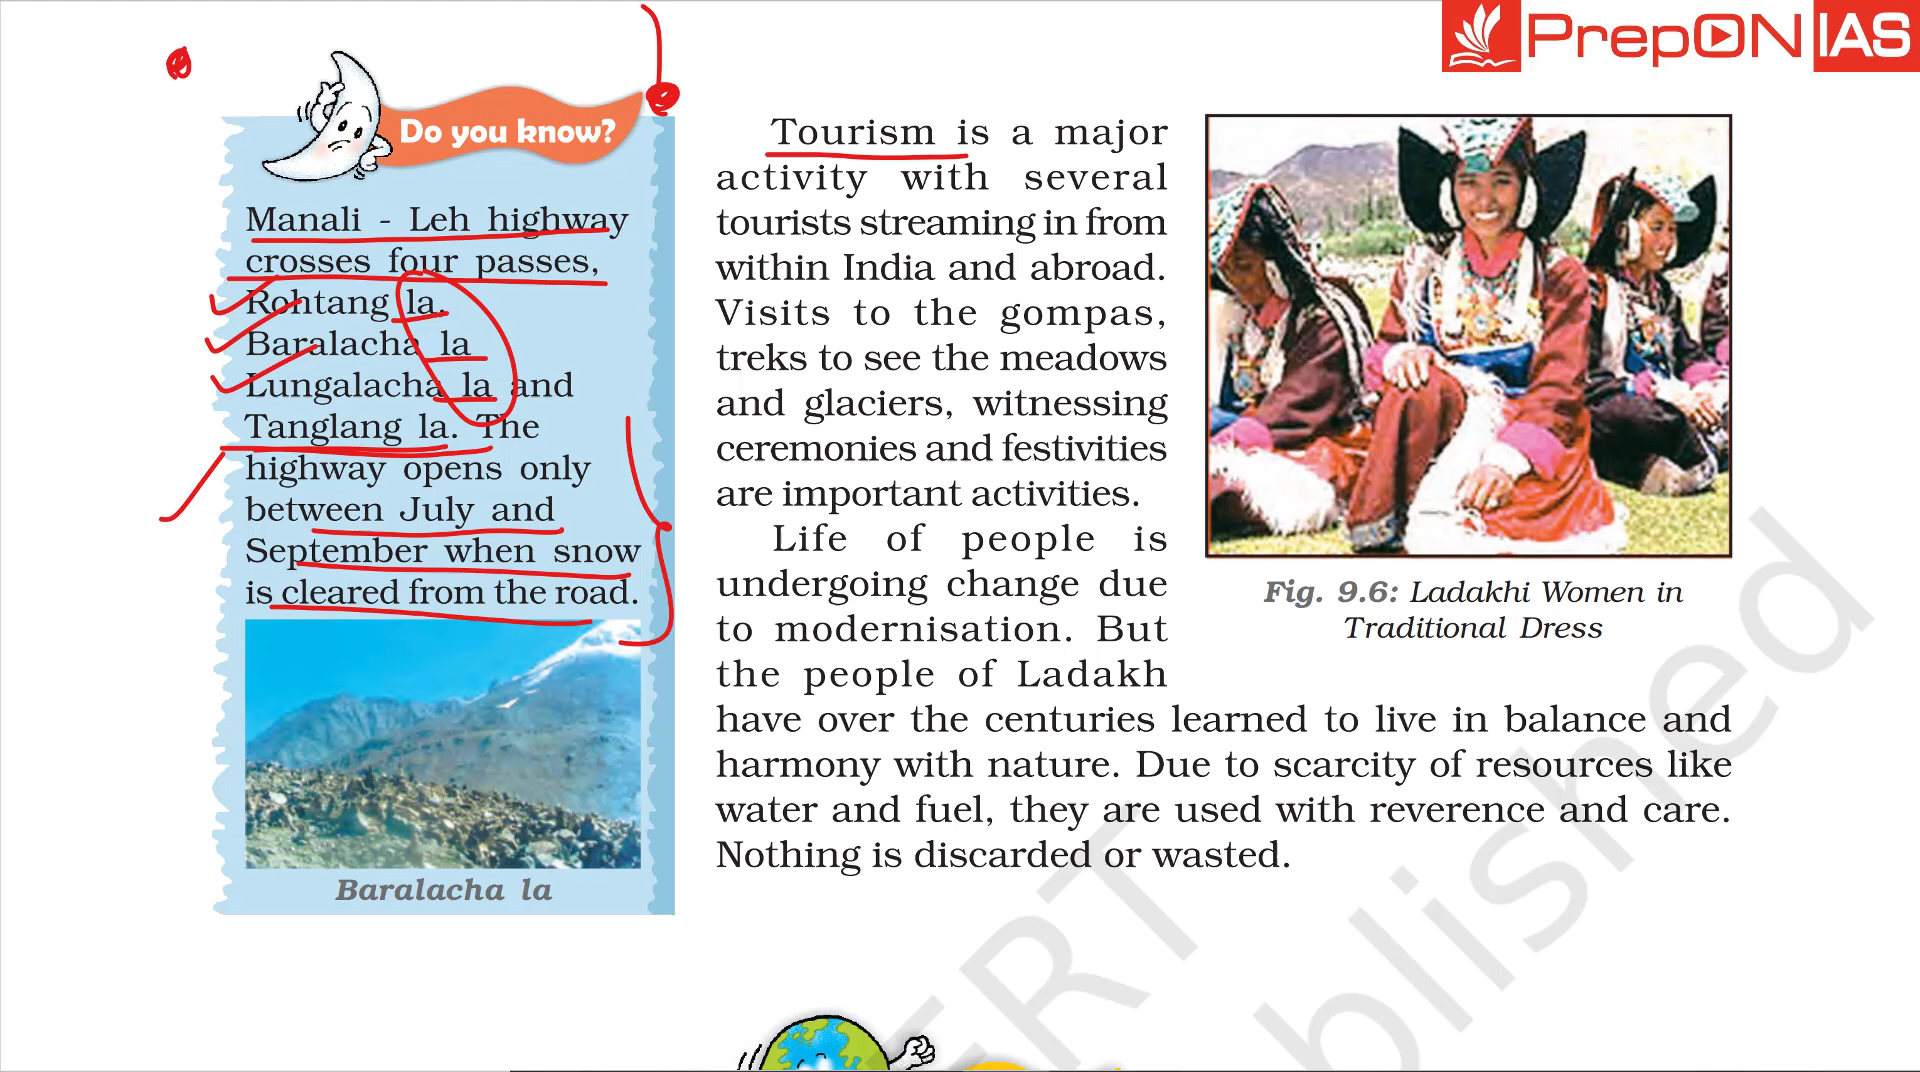 PrepON IAS
Do you know?
Manali - Leh highway
crosses four passes,
Rohtang la.
Baralacha la
Lungalacha la and
Tanglang la. The
highway opens only
between July and
September when snow
is cleared from the road.
Baralacha la
Tourism is a major
activity with several
tourists streaming in from
within India and abroad.
Visits to the gompas,
treks to see the meadows
and glaciers, witnessing
ceremonies and festivities
are important activities.
Life of people is
undergoing change due
to modernisation. But
the people of Ladakh
have over the centuries learned to live in balance and
harmony with nature. Due to scarcity of resources like
water and fuel, they are used with reverence and care.
Nothing is discarded or wasted.
Fig. 9.6: Ladakhi Women in
Traditional Dress
ERT
blished